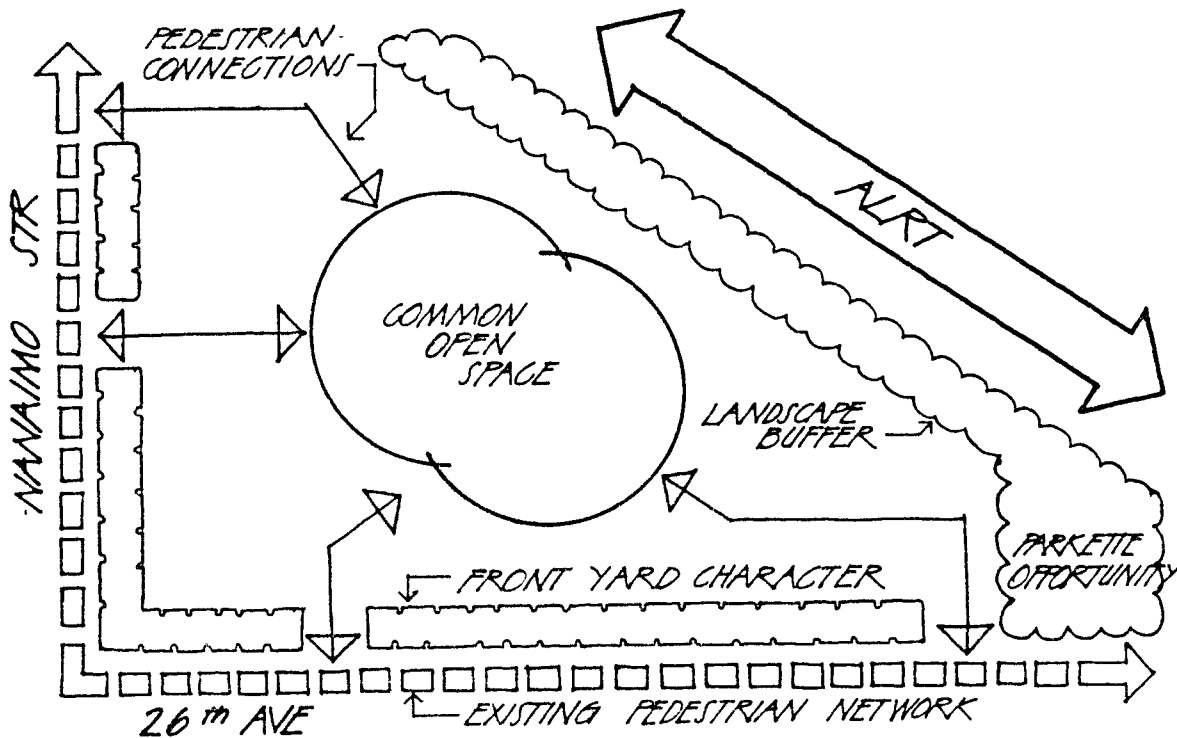 PEDESTRIAN-
CONNECTIONS
ALRT
NANAIMO STR
COMMON
OPEN
SPACE
LANDSCAPE
BUFFER
PARKETTE
OPPORTUNITY
FRONT YARD CHARACTER
26th AVE
EXISTING PEDESTRIAN NETWORK